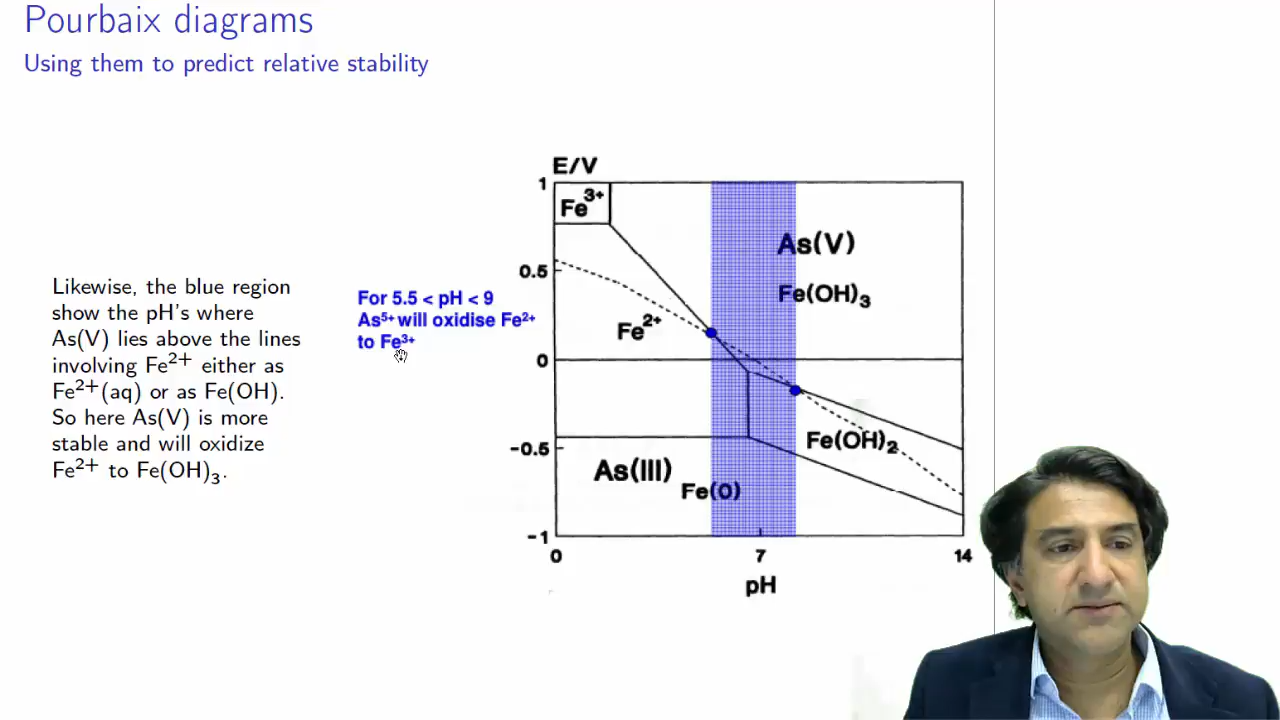 Pourbaix diagrams
Using them to predict relative stability
Likewise, the blue region
show the pH's where
As(V) lies above the lines
involving Fe²⁺ either as
Fe²⁺(aq) or as Fe(OH).
So here As(V) is more
stable and will oxidize
Fe²⁺ to Fe(OH)₃.
For 5.5 < pH < 9
As⁵⁺ will oxidise Fe²⁺
to Fe³⁺
E/V
1
Fe³⁺
As(V)
0.5
Fe(OH)₃
Fe²⁺
0
-0.5
Fe(OH)₂
As(III)
Fe(0)
-1
0
7
14
pH